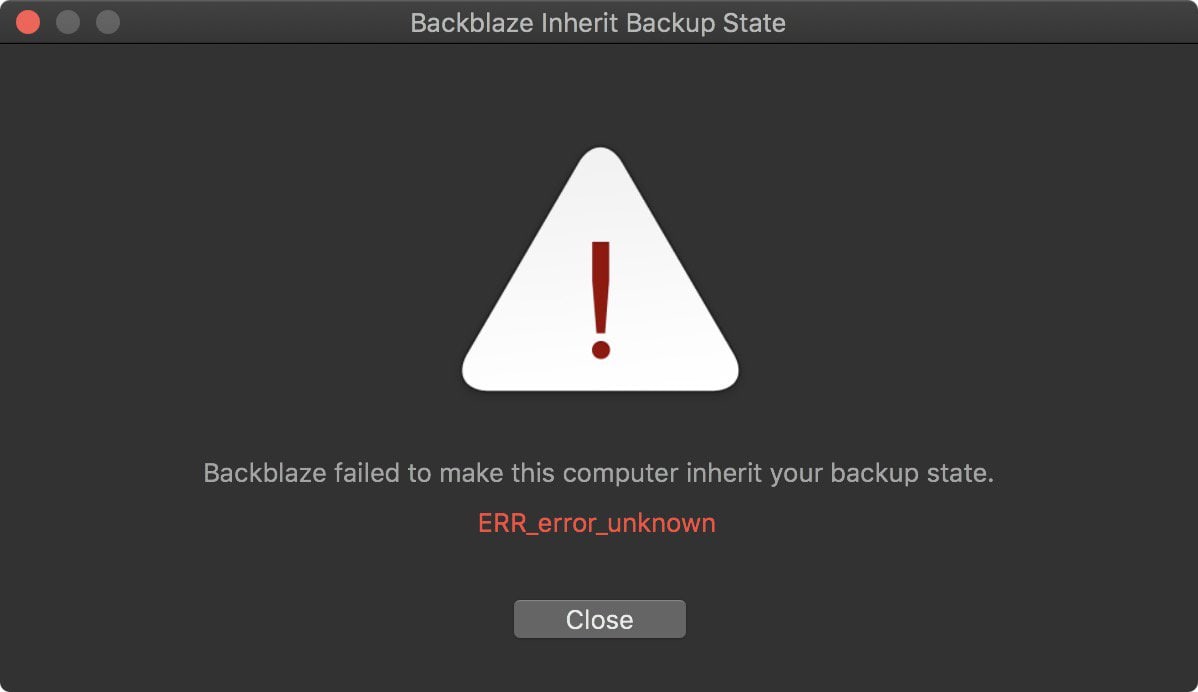 Backblaze Inherit Backup State
Backblaze failed to make this computer inherit your backup state.
ERR_error_unknown
Close